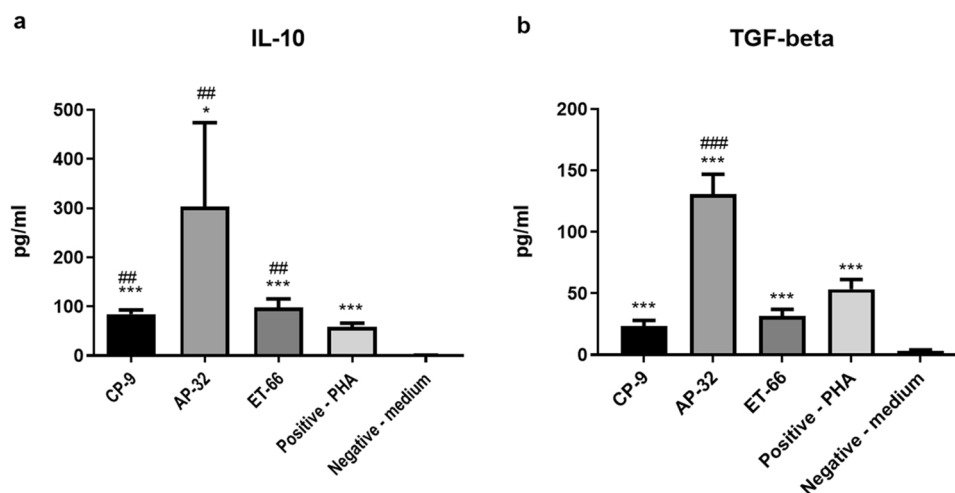 a
IL-10
pg/ml
500
400
300
200
100
0
##
***
##
*
##
***
***
CP-9
AP-32
ET-66
Positive - PHA
Negative - medium
b
TGF-beta
pg/ml
200
150
100
50
0
***
###
***
***
***
CP-9
AP-32
ET-66
Positive - PHA
Negative - medium